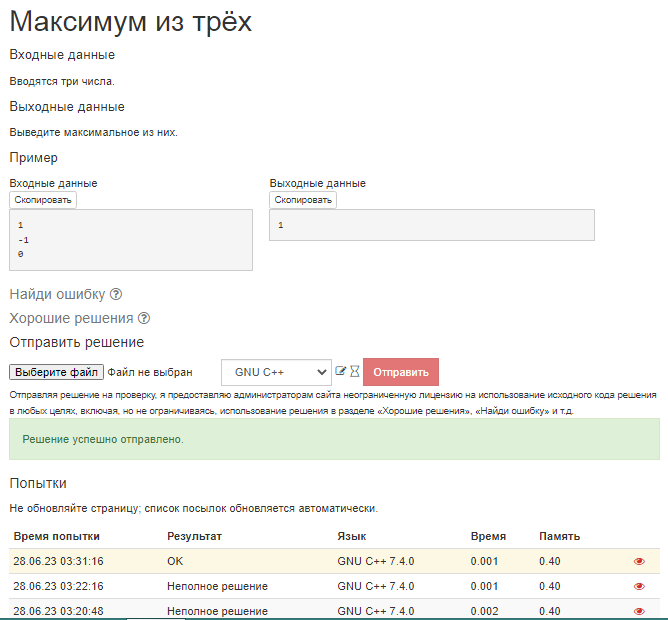 Максимум из трёх
Входные данные
Вводятся три числа.
Выходные данные
Выведите максимальное из них.
Пример
Входные данные
Выходные данные
Скопировать
Скопировать
1
-1
0
1
Найди ошибку
Хорошие решения
Отправить решение
Выберите файл Файл не выбран GNU C++ Отправить
Отправляя решение на проверку, я предоставляю администраторам сайта неограниченную лицензию на использование исходного кода решения
в любых целях, включая, но не ограничиваясь, использование решения в разделе «Хорошие решения», «Найди ошибку» и т.д.
Решение успешно отправлено.
Попытки
Не обновляйте страницу; список посылок обновляется автоматически.
Время попытки Результат Язык Время Память
28.06.23 03:31:16 OK GNU C++ 7.4.0 0.001 0.40
28.06.23 03:22:16 Неполное решение GNU C++ 7.4.0 0.001 0.40
28.06.23 03:20:48 Неполное решение GNU C++ 7.4.0 0.002 0.40